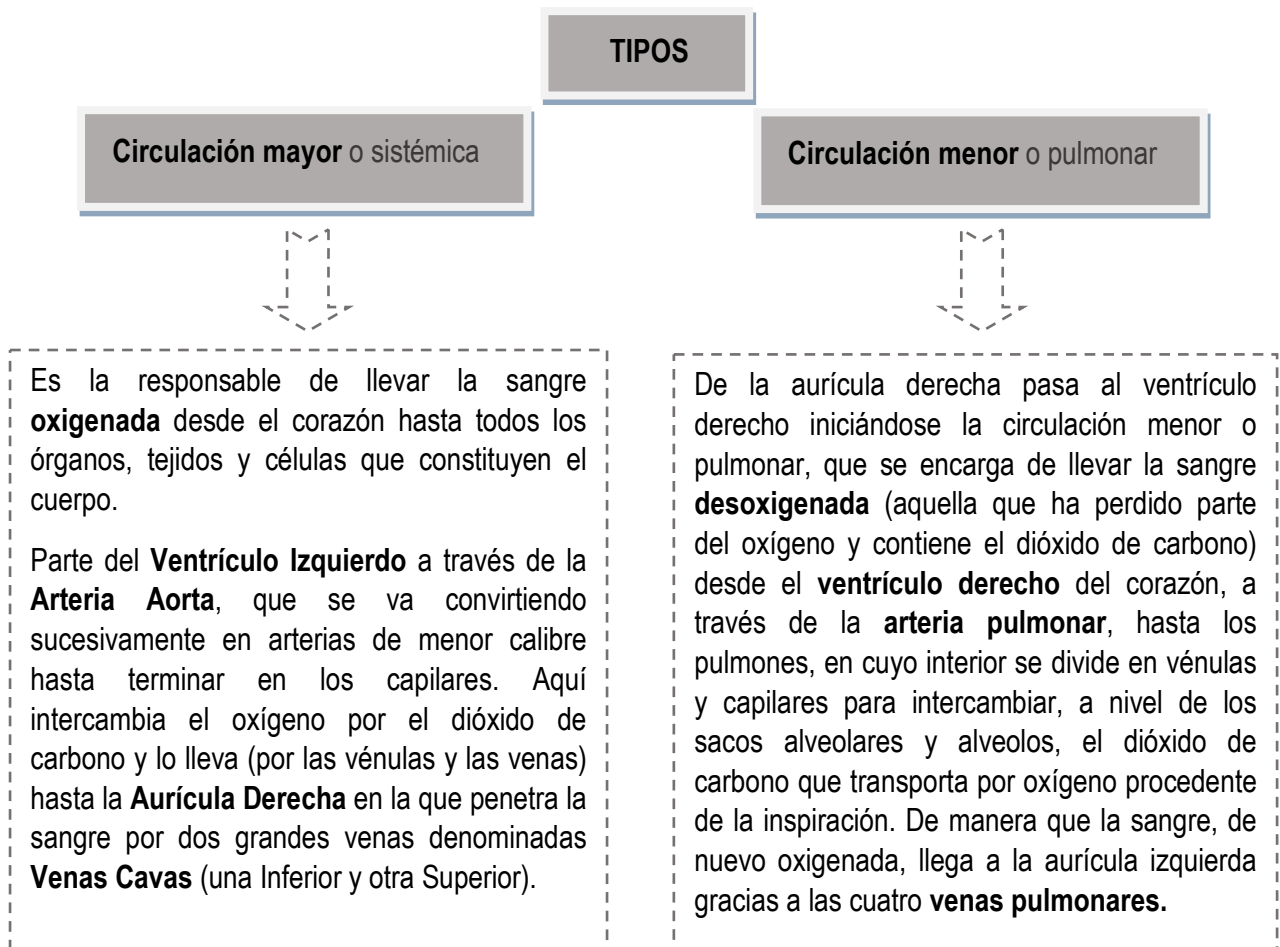 TIPOS
Circulación mayor o sistémica
Circulación menor o pulmonar
Es la responsable de llevar la sangre
oxigenada desde el corazón hasta todos los
órganos, tejidos y células que constituyen el
cuerpo.
Parte del Ventrículo Izquierdo a través de la
Arteria Aorta, que se va convirtiendo
sucesivamente en arterias de menor calibre
hasta terminar en los capilares. Aquí
intercambia el oxígeno por el dióxido de
carbono y lo lleva (por las vénulas y las venas)
hasta la Aurícula Derecha en la que penetra la
sangre por dos grandes venas denominadas
Venas Cavas (una Inferior y otra Superior).
De la aurícula derecha pasa al ventrículo
derecho iniciándose la circulación menor o
pulmonar, que se encarga de llevar la sangre
desoxigenada (aquella que ha perdido parte
del oxígeno y contiene el dióxido de carbono)
desde el ventrículo derecho del corazón, a
través de la arteria pulmonar, hasta los
pulmones, en cuyo interior se divide en vénulas
y capilares para intercambiar, a nivel de los
sacos alveolares y alveolos, el dióxido de
carbono que transporta por oxígeno procedente
de la inspiración. De manera que la sangre, de
nuevo oxigenada, llega a la aurícula izquierda
gracias a las cuatro venas pulmonares.